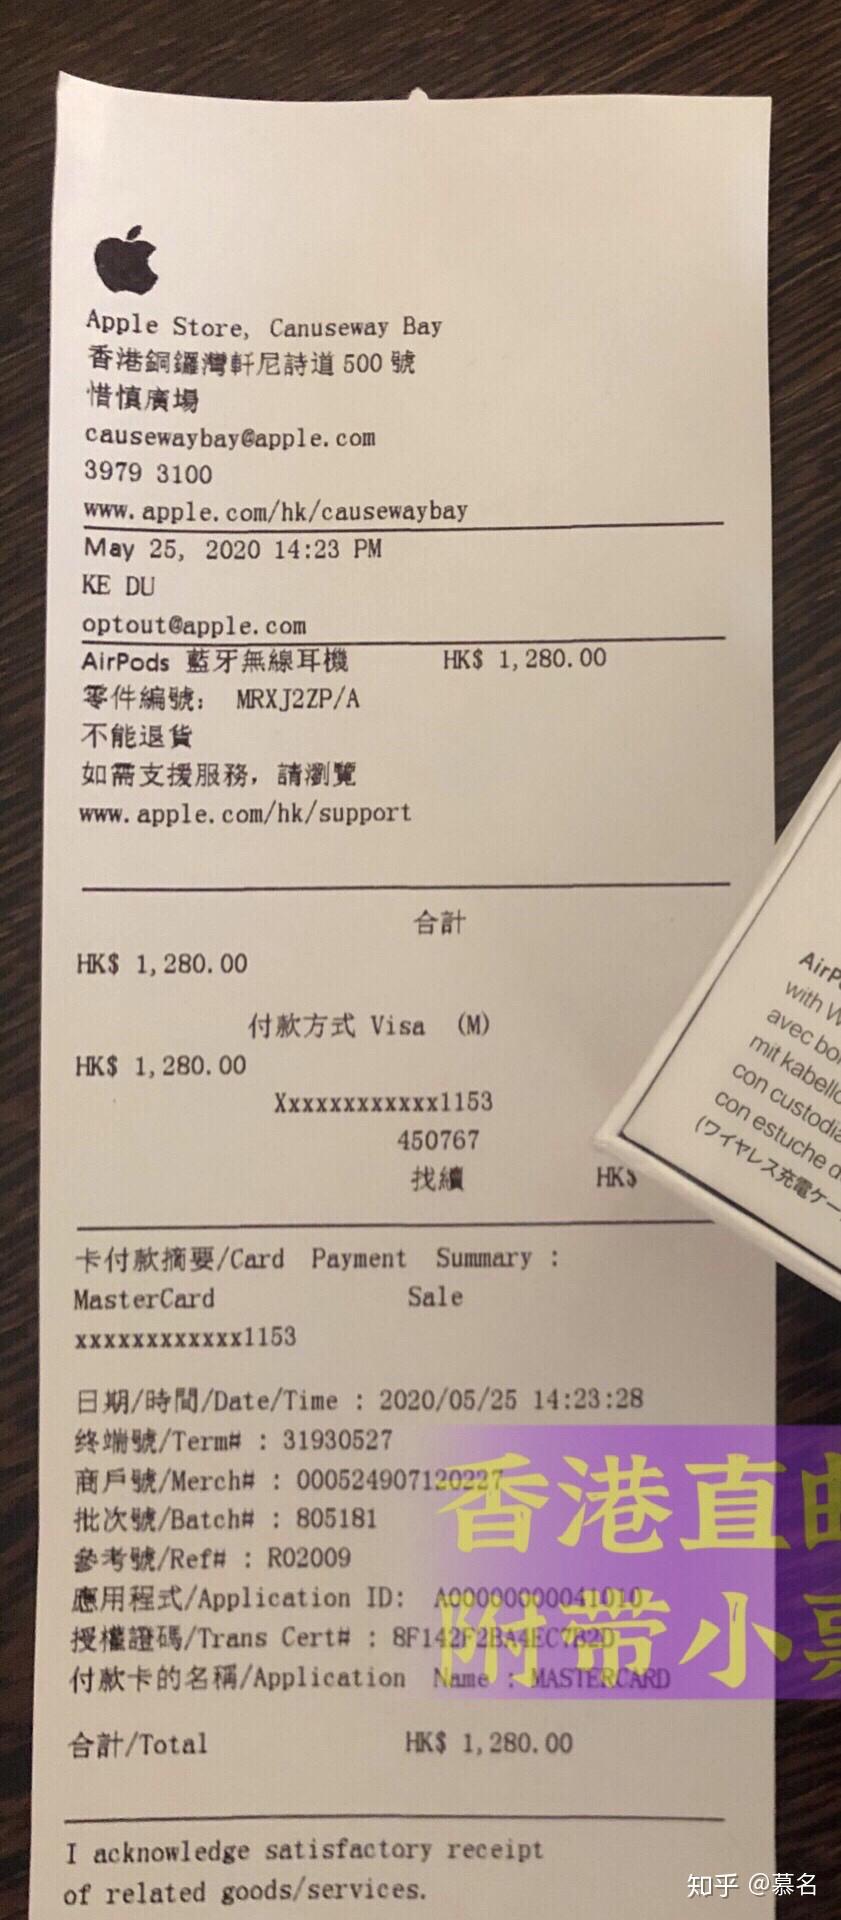 Apple Store, Canuseway Bay
香港銅鑼灣軒尼詩道 500 號
惜慎廣場
causewaybay@apple.com
3979 3100
www.apple.com/hk/causewaybay
May 25, 2020 14:23 PM
KE DU
optout@apple.com
AirPods 藍牙無線耳機 HK$ 1,280.00
零件編號： MRXJ2ZP/A
不能退貨
如需支援服務，請瀏覽
www.apple.com/hk/support
合計
HK$ 1,280.00
付款方式 Visa (M)
HK$ 1,280.00
Xxxxxxxxxxxx1153
450767
找續 HK$
卡付款摘要/Card Payment Summary :
MasterCard Sale
xxxxxxxxxxxx1153
日期/時間/Date/Time : 2020/05/25 14:23:28
终端號/Term# : 31930527
商戶號/Merch# : 000524907120227
批次號/Batch# : 805181
參考號/Ref# : R02009
應用程式/Application ID: A00000000041010
授權證碼/Trans Cert# : 8F142F2BA4EC7B2D
付款卡的名稱/Application Name : MASTERCARD
合計/Total HK$ 1,280.00
I acknowledge satisfactory receipt
of related goods/services.
AirP
with W
avec boî
mit kabello
con custodia
con estuche d
(ワイヤレス充電ケー
香港直邮
附带小票
知乎 @慕名